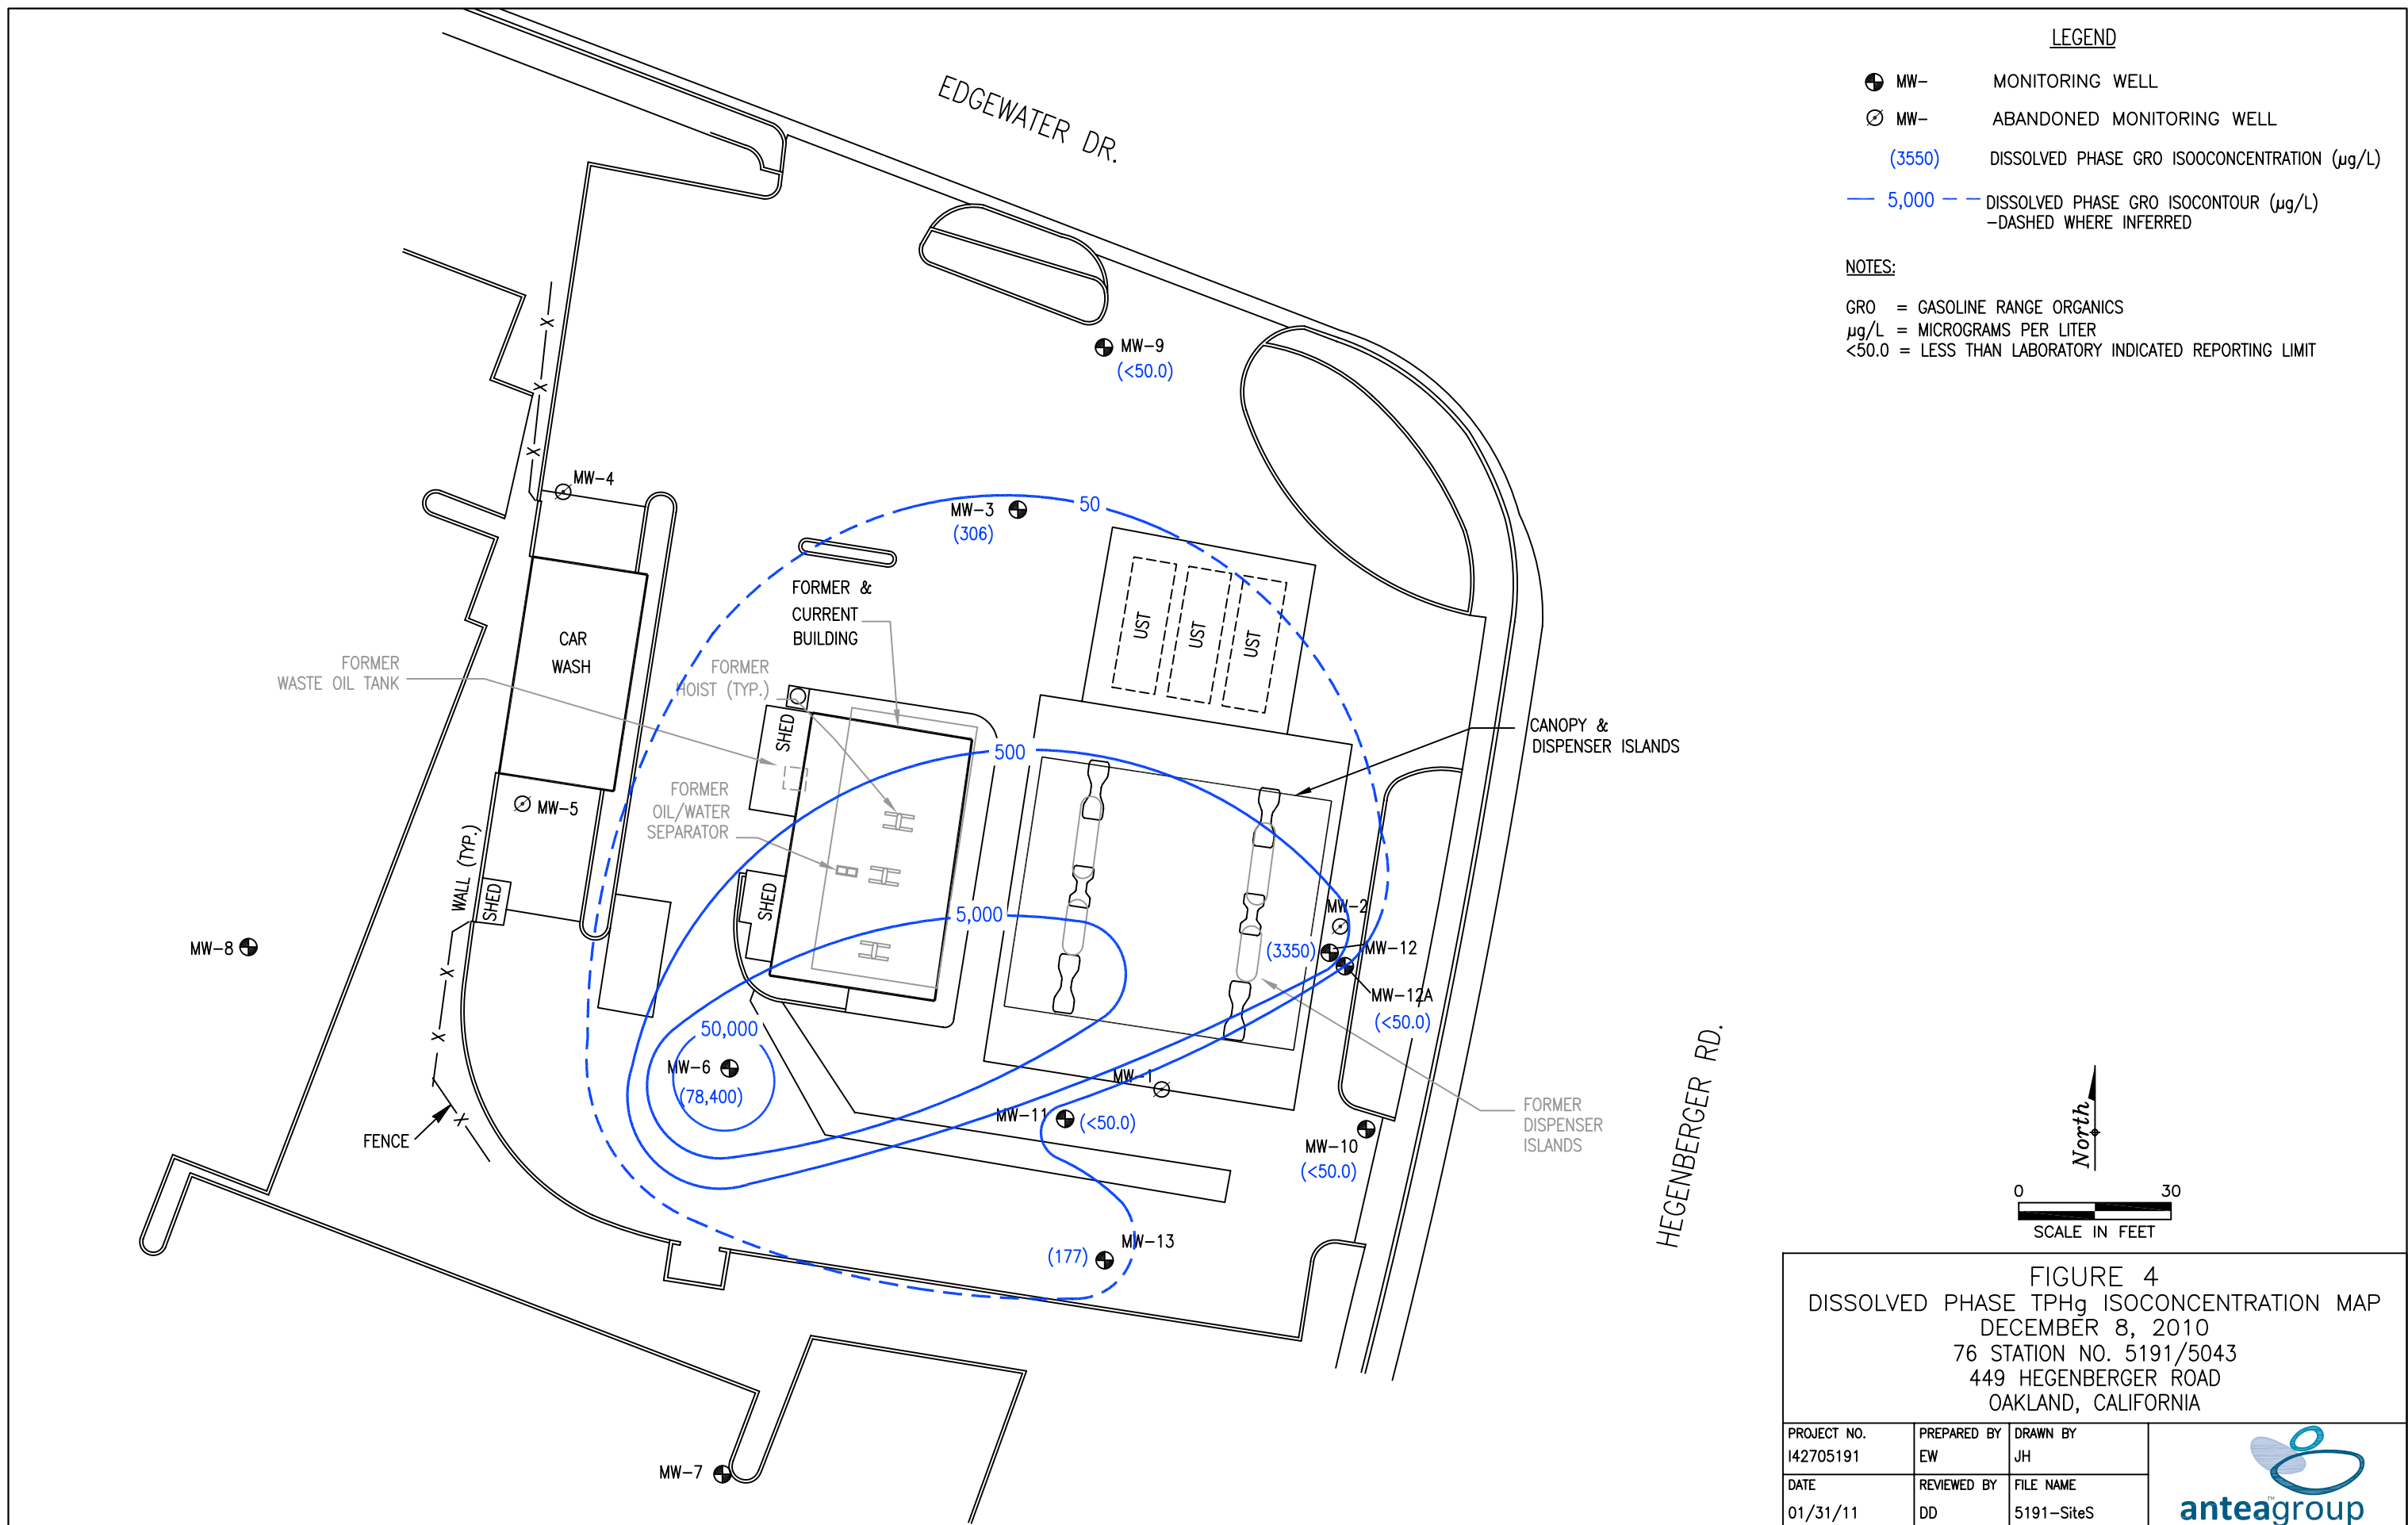 LEGEND
MW- MONITORING WELL
MW- ABANDONED MONITORING WELL
(3550) DISSOLVED PHASE GRO ISOOCONCENTRATION (µg/L)
5,000 DISSOLVED PHASE GRO ISOCONTOUR (µg/L)
-DASHED WHERE INFERRED
NOTES:
GRO = GASOLINE RANGE ORGANICS
µg/L = MICROGRAMS PER LITER
<50.0 = LESS THAN LABORATORY INDICATED REPORTING LIMIT
EDGEWATER DR.
MW-9
(<50.0)
X
X
X
MW-4
MW-3
(306)
50
FORMER &
CURRENT
BUILDING
UST
UST
UST
CAR
WASH
FORMER
WASTE OIL TANK
FORMER
HOIST (TYP.)
SHED
CANOPY &
DISPENSER ISLANDS
500
FORMER
OIL/WATER
SEPARATOR
MW-5
WALL (TYP.)
SHED
SHED
5,000
MW-2
(3350)
MW-12
MW-12A
(<50.0)
MW-8
X
X
X
50,000
MW-6
(78,400)
MW-1
MW-11
(<50.0)
MW-10
(<50.0)
FENCE
FORMER
DISPENSER
ISLANDS
HEGENBERGER RD.
MW-13
(177)
MW-7
North
0 30
SCALE IN FEET
FIGURE 4
DISSOLVED PHASE TPHg ISOCONCENTRATION MAP
DECEMBER 8, 2010
76 STATION NO. 5191/5043
449 HEGENBERGER ROAD
OAKLAND, CALIFORNIA
PROJECT NO. PREPARED BY DRAWN BY
I42705191 EW JH
DATE REVIEWED BY FILE NAME
01/31/11 DD 5191-SiteS
anteagroup™